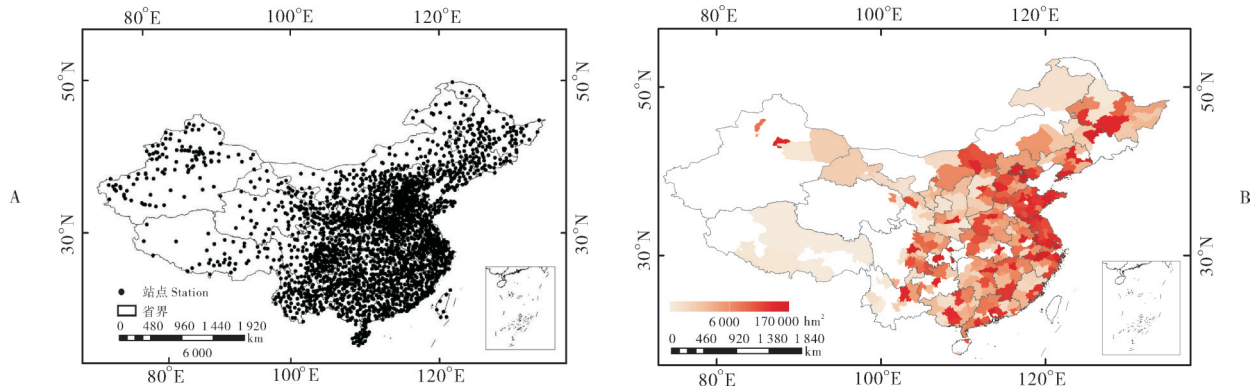 A
80°E 100°E 120°E
50°N 50°N
30°N 30°N
站点 Station
省界
0 480 960 1 440 1 920
km
6 000
80°E 100°E 120°E
80°E 100°E 120°E
50°N 50°N
30°N 30°N
6 000 170 000 hm²
0 460 920 1 380 1 840
km
80°E 100°E 120°E
B